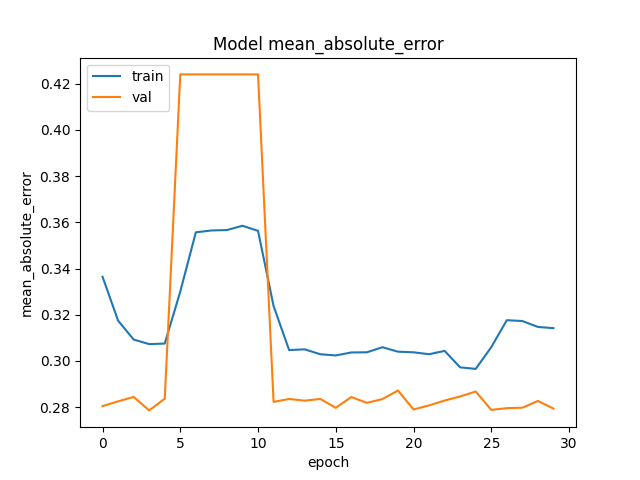 Model mean_absolute_error
train
val
mean_absolute_error
0.42
0.40
0.38
0.36
0.34
0.32
0.30
0.28
0 5 10 15 20 25 30
epoch